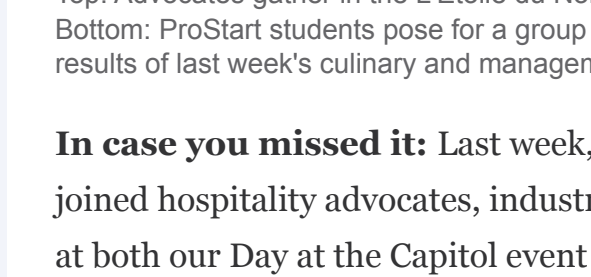 Top: Advocates gather in the L'Etoile du No
Bottom: ProStart students pose for a group
results of last week's culinary and managem
In case you missed it: Last week,
joined hospitality advocates, industr
at both our Day at the Capitol event